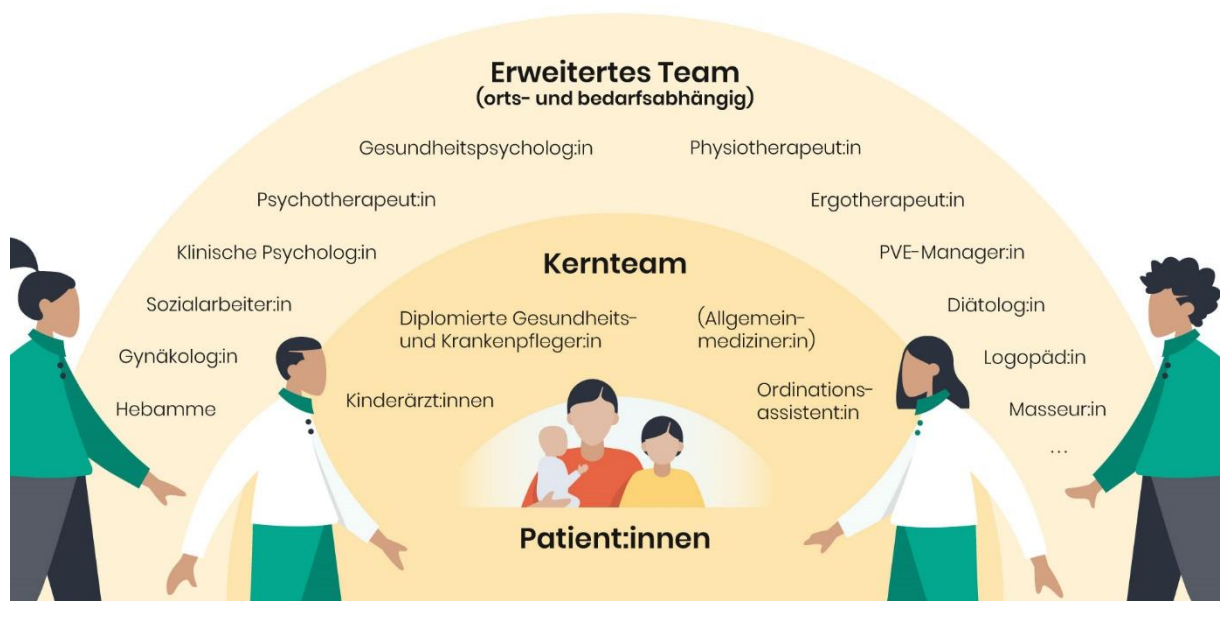 Erweitertes Team
(orts- und bedarfsabhängig)
Gesundheitspsycholog:in
Physiotherapeut:in
Psychotherapeut:in
Ergotherapeut:in
Klinische Psycholog:in
PVE-Manager:in
Sozialarbeiter:in
Diätolog:in
Gynäkolog:in
Logopäd:in
Hebamme
Masseur:in
...
Kernteam
Diplomierte Gesundheits-
und Krankenpfleger:in
(Allgemein-
mediziner:in)
Kinderärzt:innen
Ordinations-
assistent:in
Patient:innen